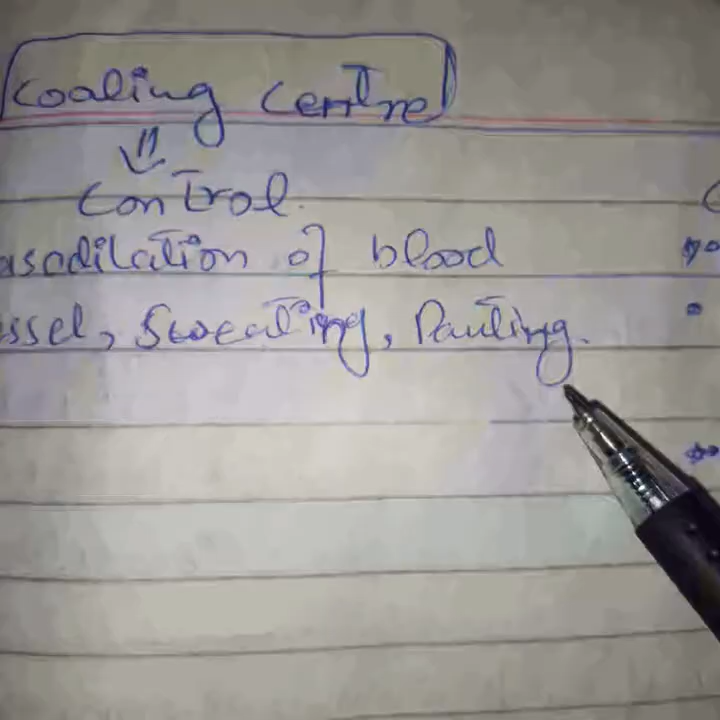 Cooling Centre
Control.
asodilation of blood
ssel, Sweating, Panting.